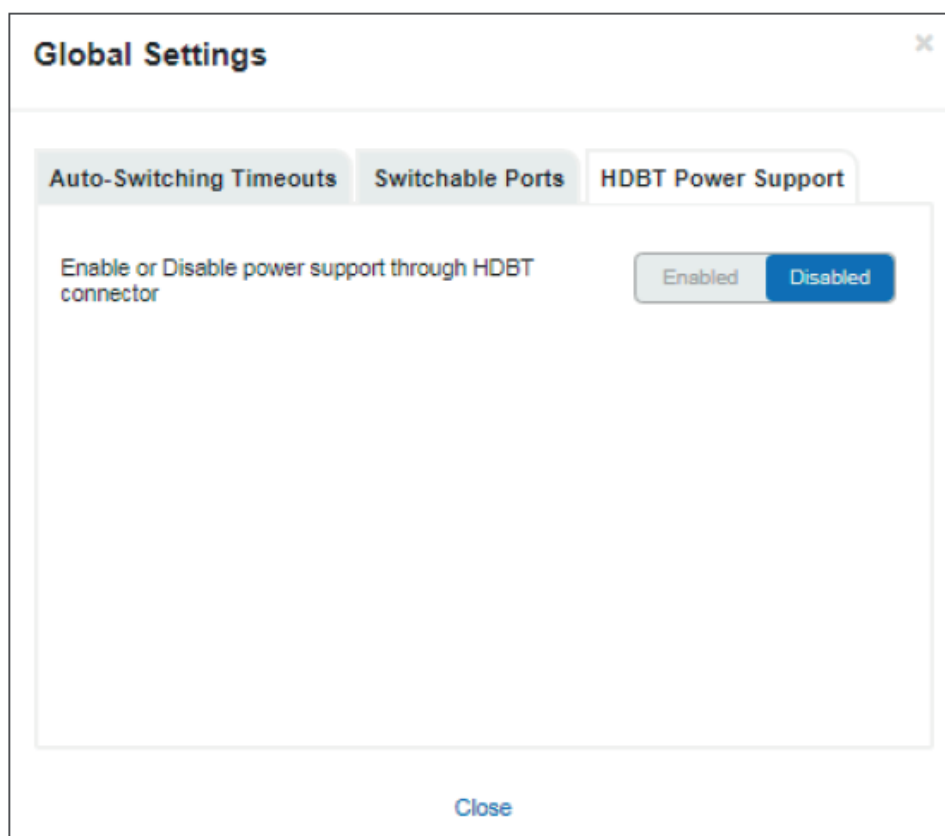 Global Settings
Auto-Switching Timeouts Switchable Ports HDBT Power Support
Enable or Disable power support through HDBT
connector
Enabled Disabled
Close